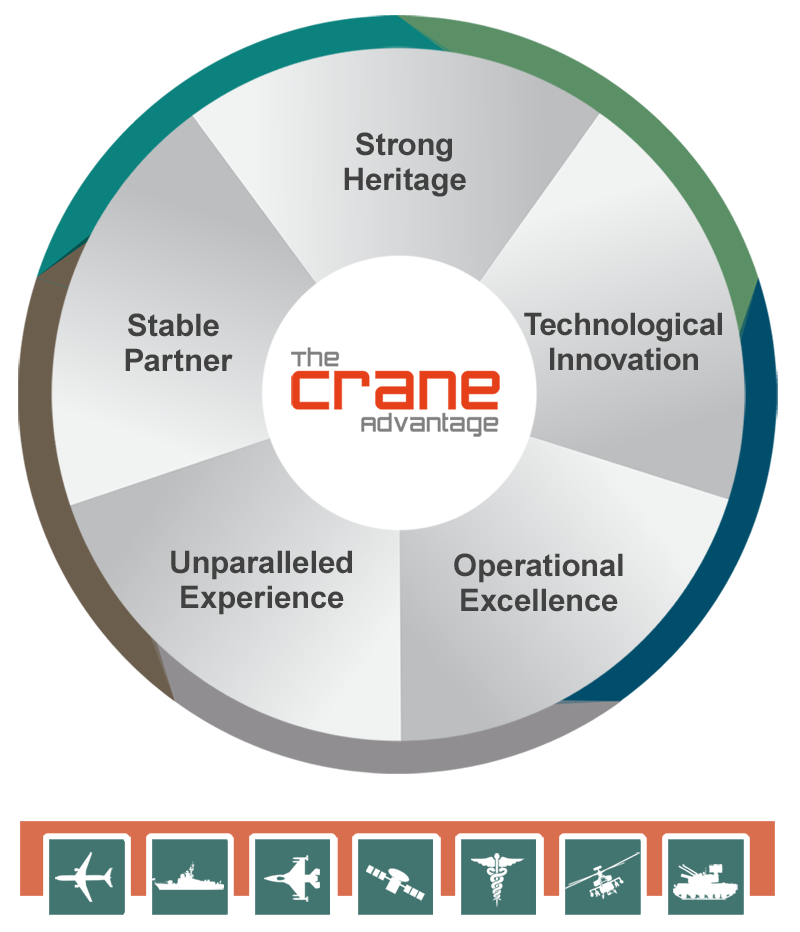 Strong
Heritage
Technological
Innovation
Operational
Excellence
Unparalleled
Experience
Stable
Partner
The
crane
Advantage